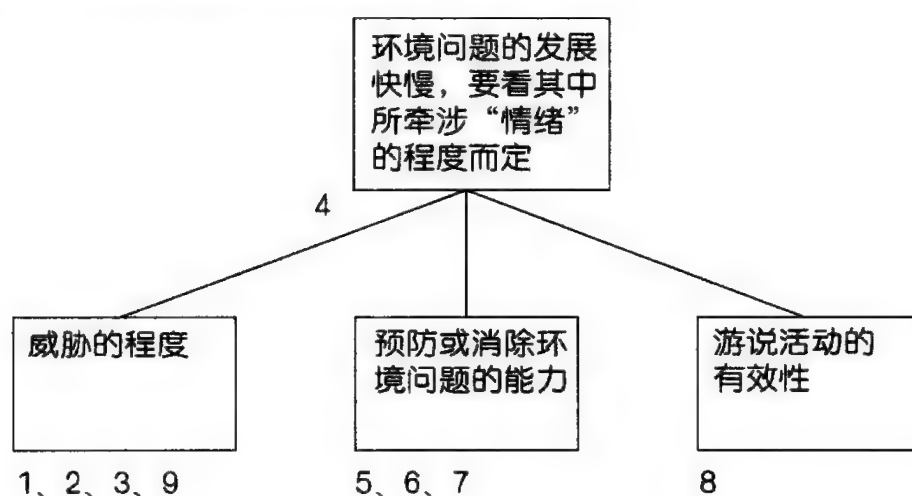 环境问题的发展
快慢，要看其中
所牵涉“情绪”
的程度而定
4
威胁的程度
预防或消除环
境问题的能力
游说活动的
有效性
1、2、3、9
5、6、7
8